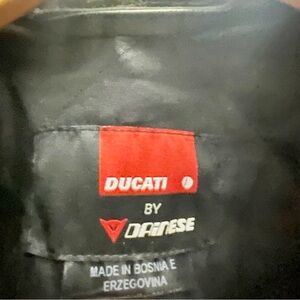 DUCATI
BY
DAINESE
MADE IN BOSNIA E
ERZEGOVINA